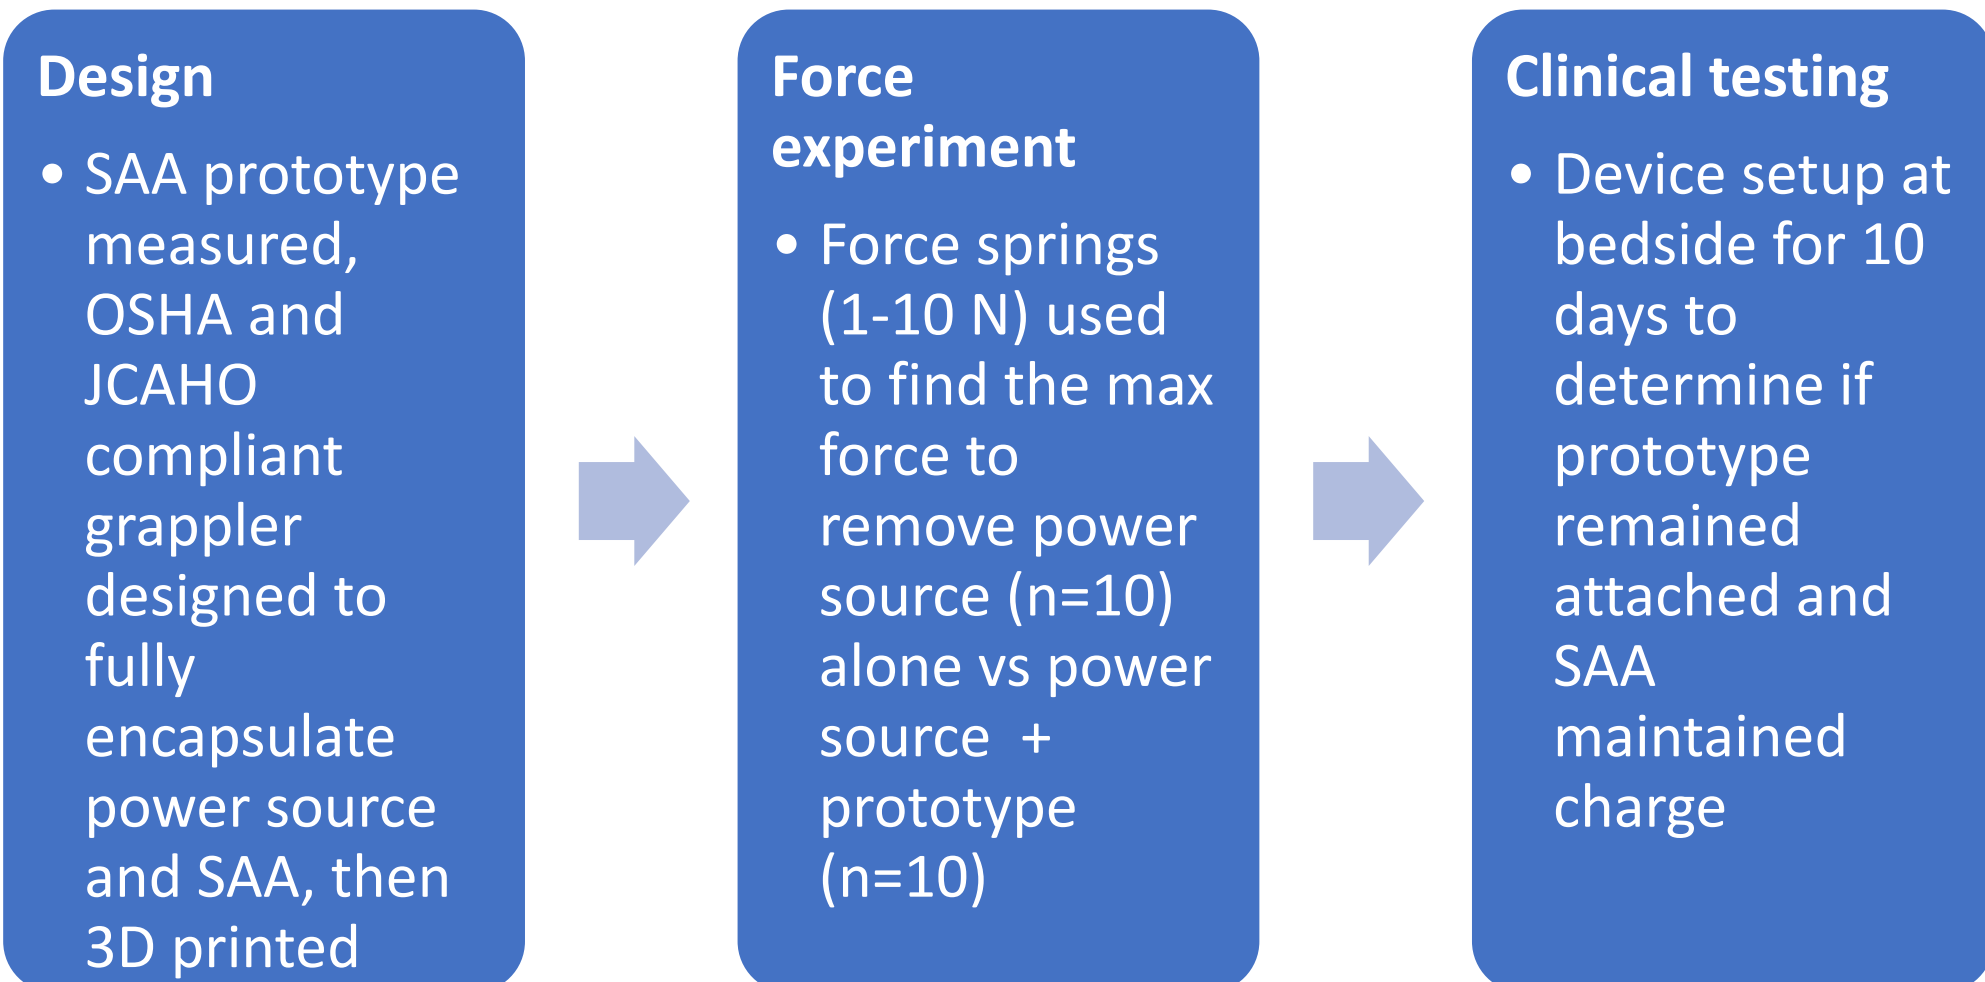 Design
• SAA prototype
measured,
OSHA and
JCAHO
compliant
grappler
designed to
fully
encapsulate
power source
and SAA, then
3D printed
Force
experiment
• Force springs
(1-10 N) used
to find the max
force to
remove power
source (n=10)
alone vs power
source  +
prototype
(n=10)
Clinical testing
• Device setup at
bedside for 10
days to
determine if
prototype
remained
attached and
SAA
maintained
charge